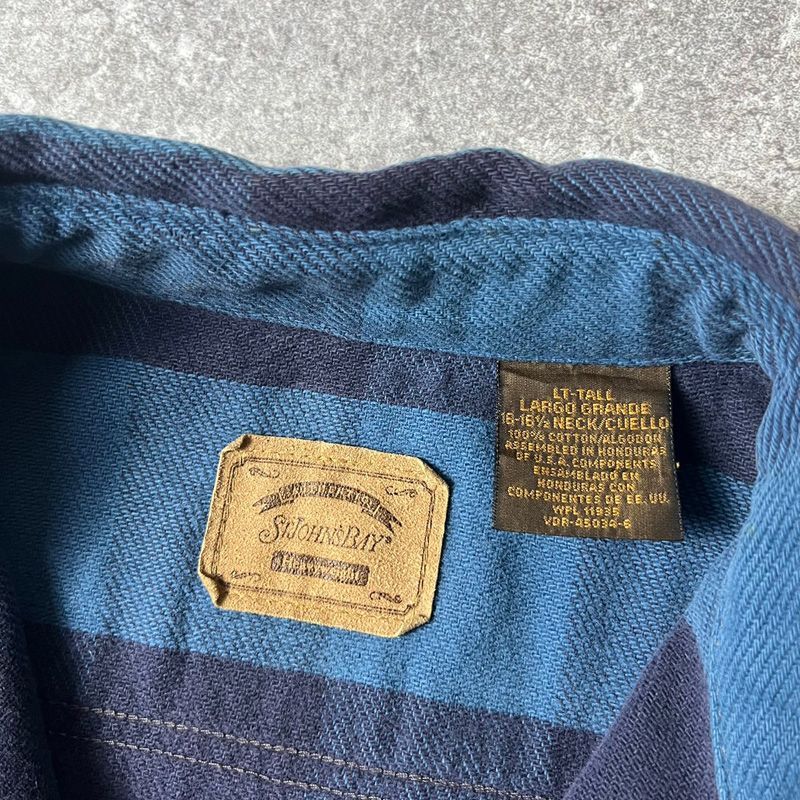 ST. JOHN'S BAY®
LT-TALL
LARGO GRANDE
16-16½ NECK/CUELLO
100% COTTON/ALGODON
ASSEMBLED IN HONDURAS
OF U.S.A. COMPONENTS
ENSAMBLADO EN
HONDURAS CON
COMPONENTES DE EE. UU.
WPL 11935
VDR-45034-6